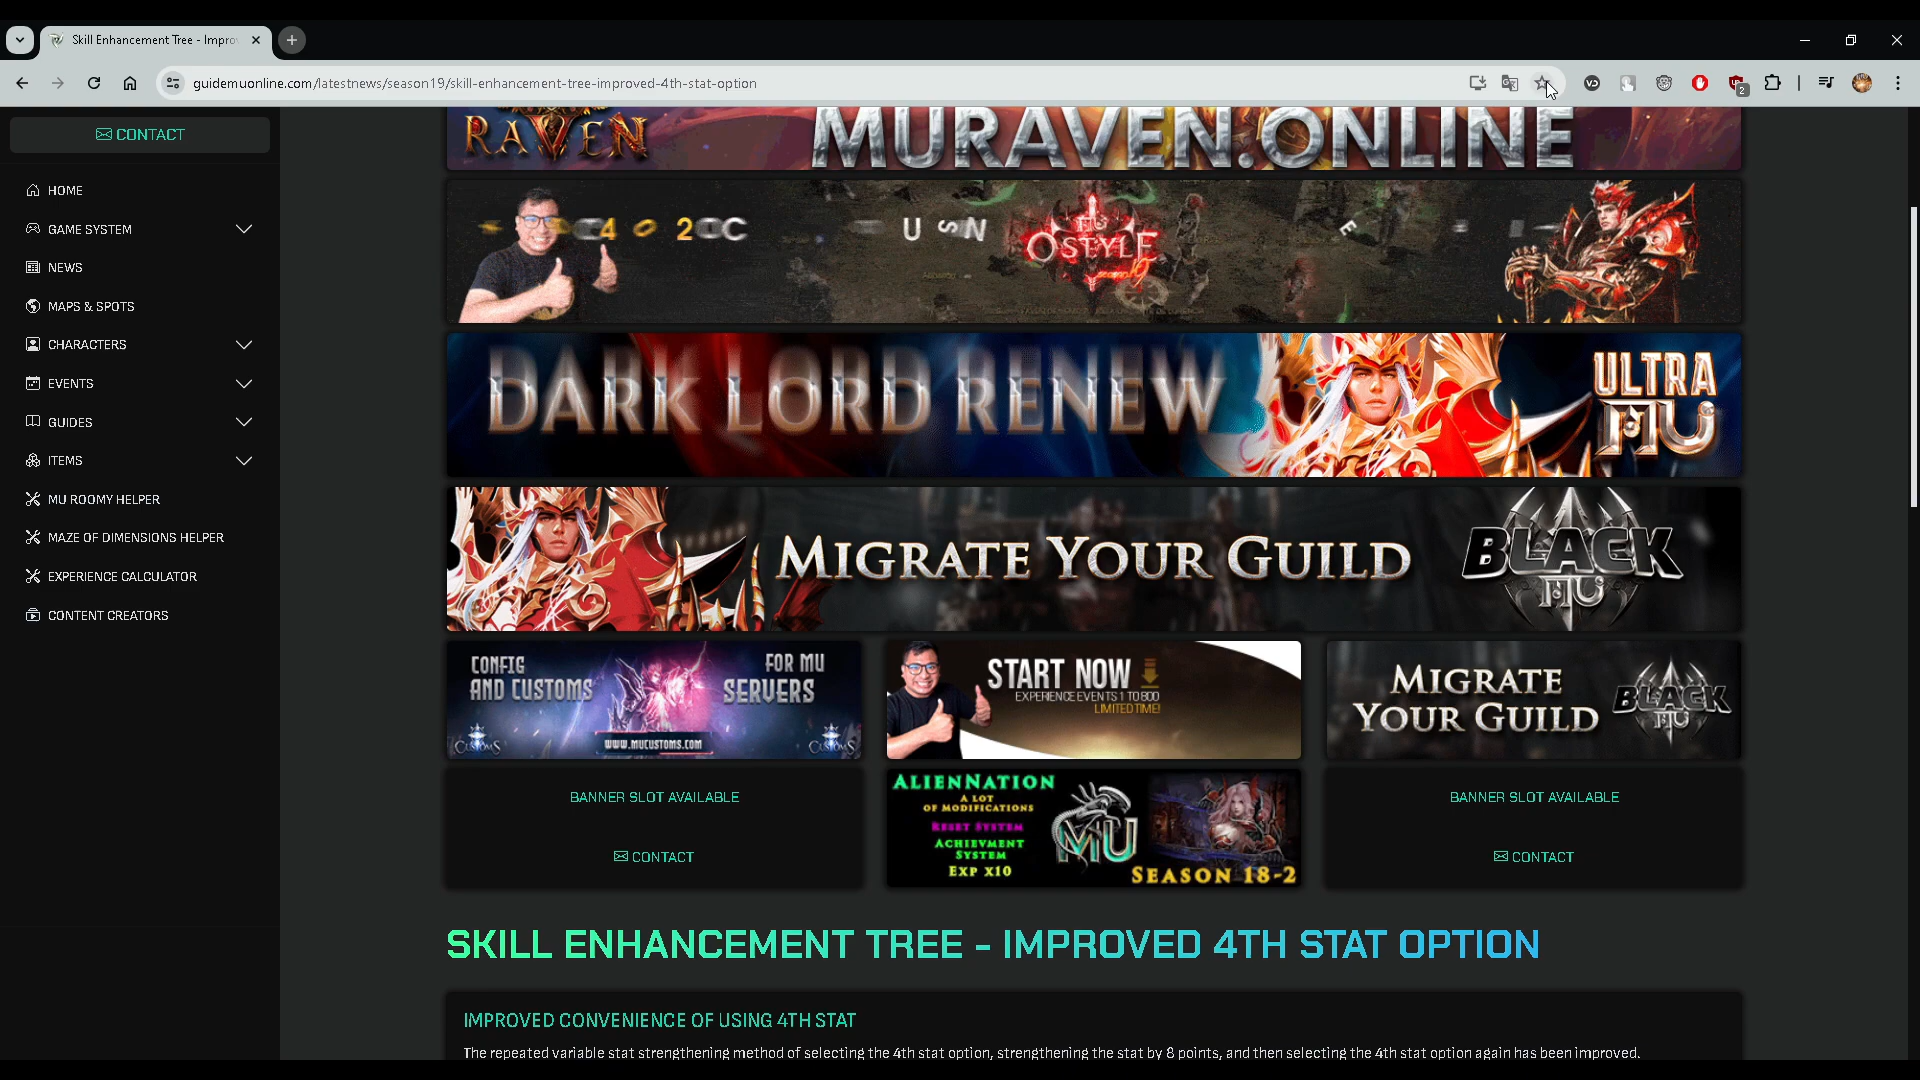 Skill Enhancement Tree - Impro
guidemuonline.com/latestnews/season19/skill-enhancement-tree-improved-4th-stat-option
2
CONTACT
HOME
GAME SYSTEM
NEWS
MAPS & SPOTS
CHARACTERS
EVENTS
GUIDES
ITEMS
MU ROOMY HELPER
MAZE OF DIMENSIONS HELPER
EXPERIENCE CALCULATOR
CONTENT CREATORS
RAVEN
MURAVEN.ONLINE
MU
OSTYLE
DARK LORD RENEW
ULTRA
MU
MIGRATE YOUR GUILD
BLACK
MU
CONFIG
AND CUSTOMS
FOR MU
SERVERS
CUSTOMS
WWW.MUCUSTOMS.COM
CUSTOMS
START NOW
EXPERIENCE EVENTS 1 TO 800
LIMITED TIME!
MIGRATE
YOUR GUILD
BLACK
MU
BANNER SLOT AVAILABLE
CONTACT
ALIENNATION
A LOT
OF MODIFICATIONS
RESET SYSTEM
ACHIEVMENT
SYSTEM
EXP X10
MU
SEASON 18-2
BANNER SLOT AVAILABLE
CONTACT
SKILL ENHANCEMENT TREE - IMPROVED 4TH STAT OPTION
IMPROVED CONVENIENCE OF USING 4TH STAT
The repeated variable stat strengthening method of selecting the 4th stat option, strengthening the stat by 8 points, and then selecting the 4th stat option again has been improved.